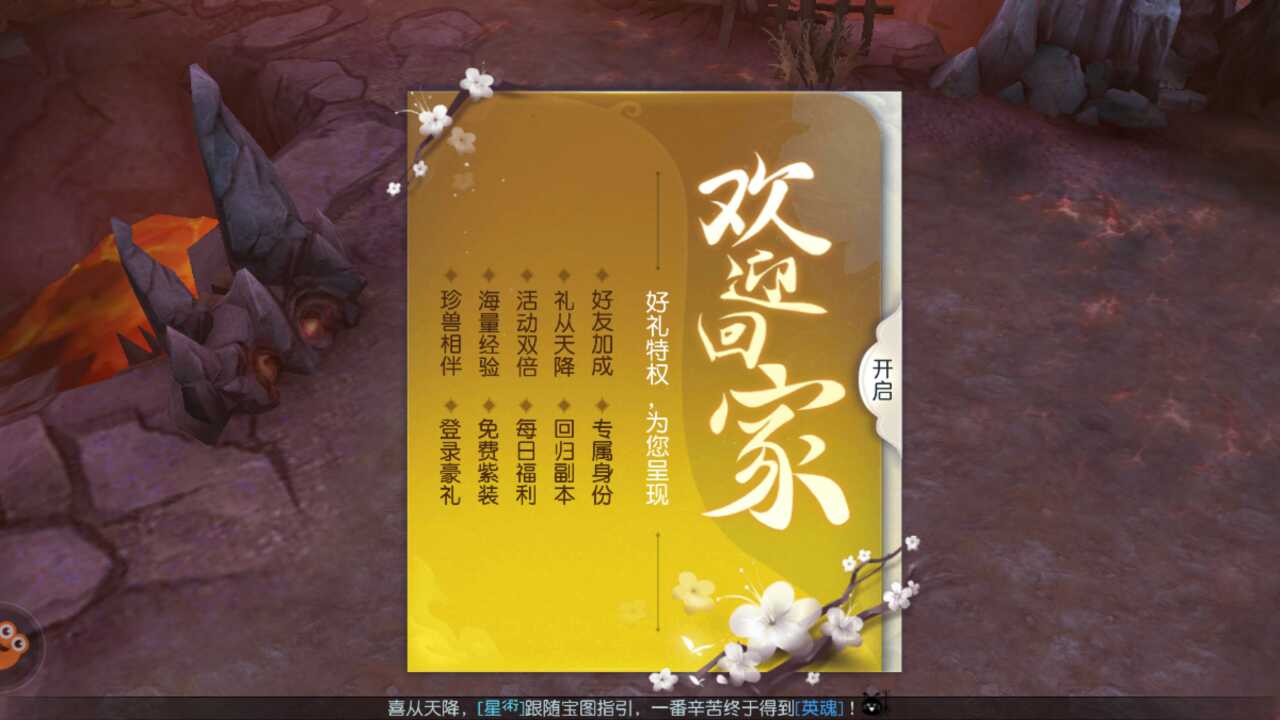 欢迎回家
好礼特权，为您呈现
好友加成
专属身份
礼从天降
回归副本
活动双倍
每日福利
海量经验
免费紫装
珍兽相伴
登录豪礼
开启
喜从天降，[星術]跟随宝图指引，一番辛苦终于得到[英魂]！